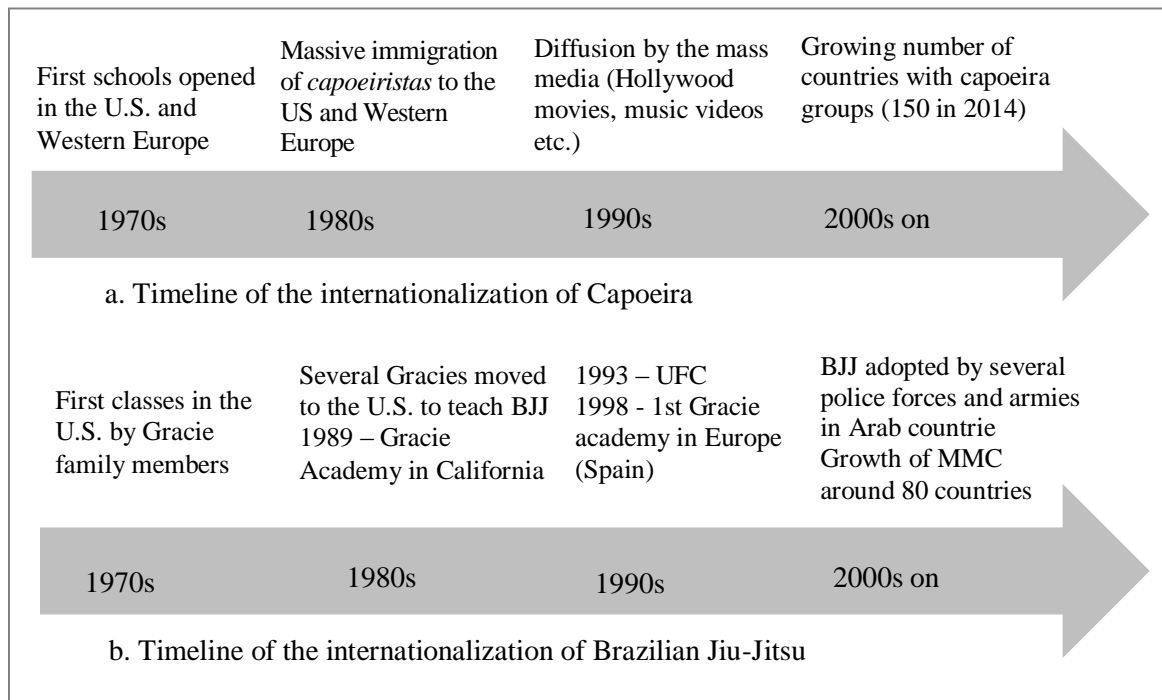 First schools opened
in the U.S. and
Western Europe
Massive immigration
of capoeiristas to the
US and Western
Europe
Diffusion by the mass
media (Hollywood
movies, music videos
etc.)
Growing number of
countries with capoeira
groups (150 in 2014)
1970s
1980s
1990s
2000s on
a. Timeline of the internationalization of Capoeira
First classes in the
U.S. by Gracie
family members
Several Gracies moved
to the U.S. to teach BJJ
1989 – Gracie
Academy in California
1993 – UFC
1998 - 1st Gracie
academy in Europe
(Spain)
BJJ adopted by several
police forces and armies
in Arab countrie
Growth of MMC
around 80 countries
1970s
1980s
1990s
2000s on
b. Timeline of the internationalization of Brazilian Jiu-Jitsu